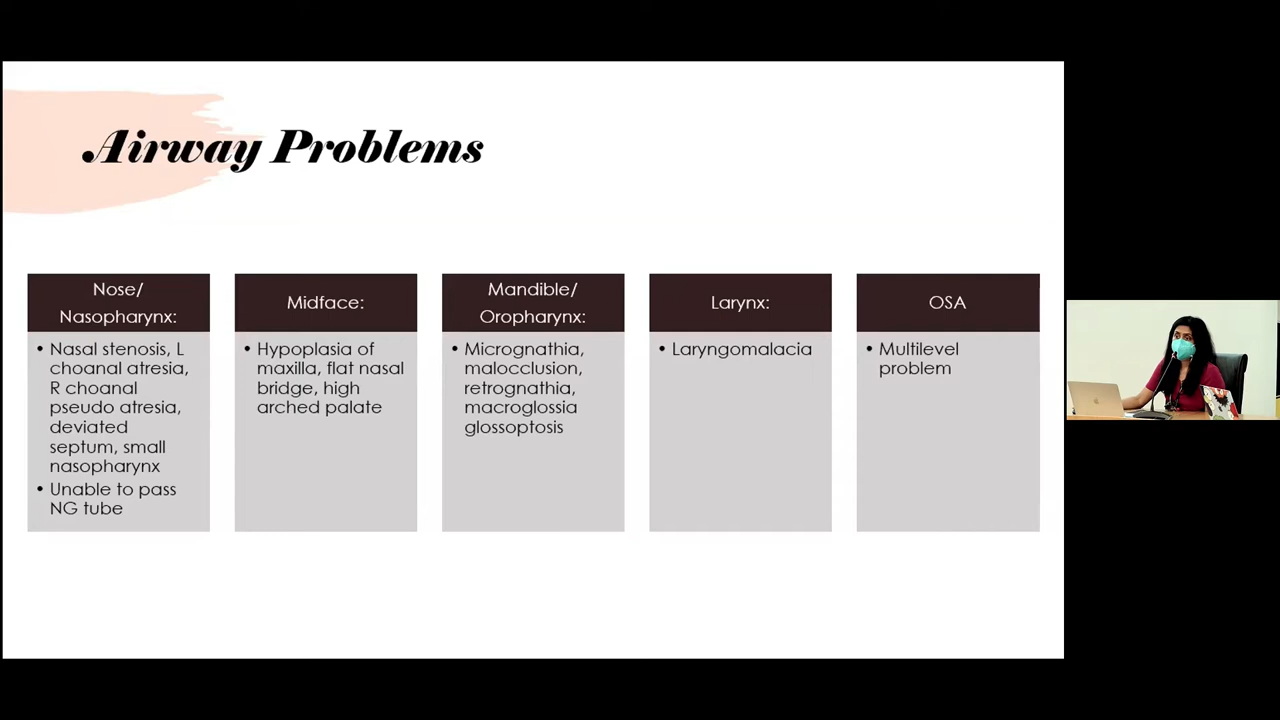 Airway Problems
Nose/
Nasopharynx:
• Nasal stenosis, L
choanal atresia,
R choanal
pseudo atresia,
deviated
septum, small
nasopharynx
• Unable to pass
NG tube
Midface:
• Hypoplasia of
maxilla, flat nasal
bridge, high
arched palate
Mandible/
Oropharynx:
• Micrognathia,
malocclusion,
retrognathia,
macroglossia
glossoptosis
Larynx:
• Laryngomalacia
OSA
• Multilevel
problem